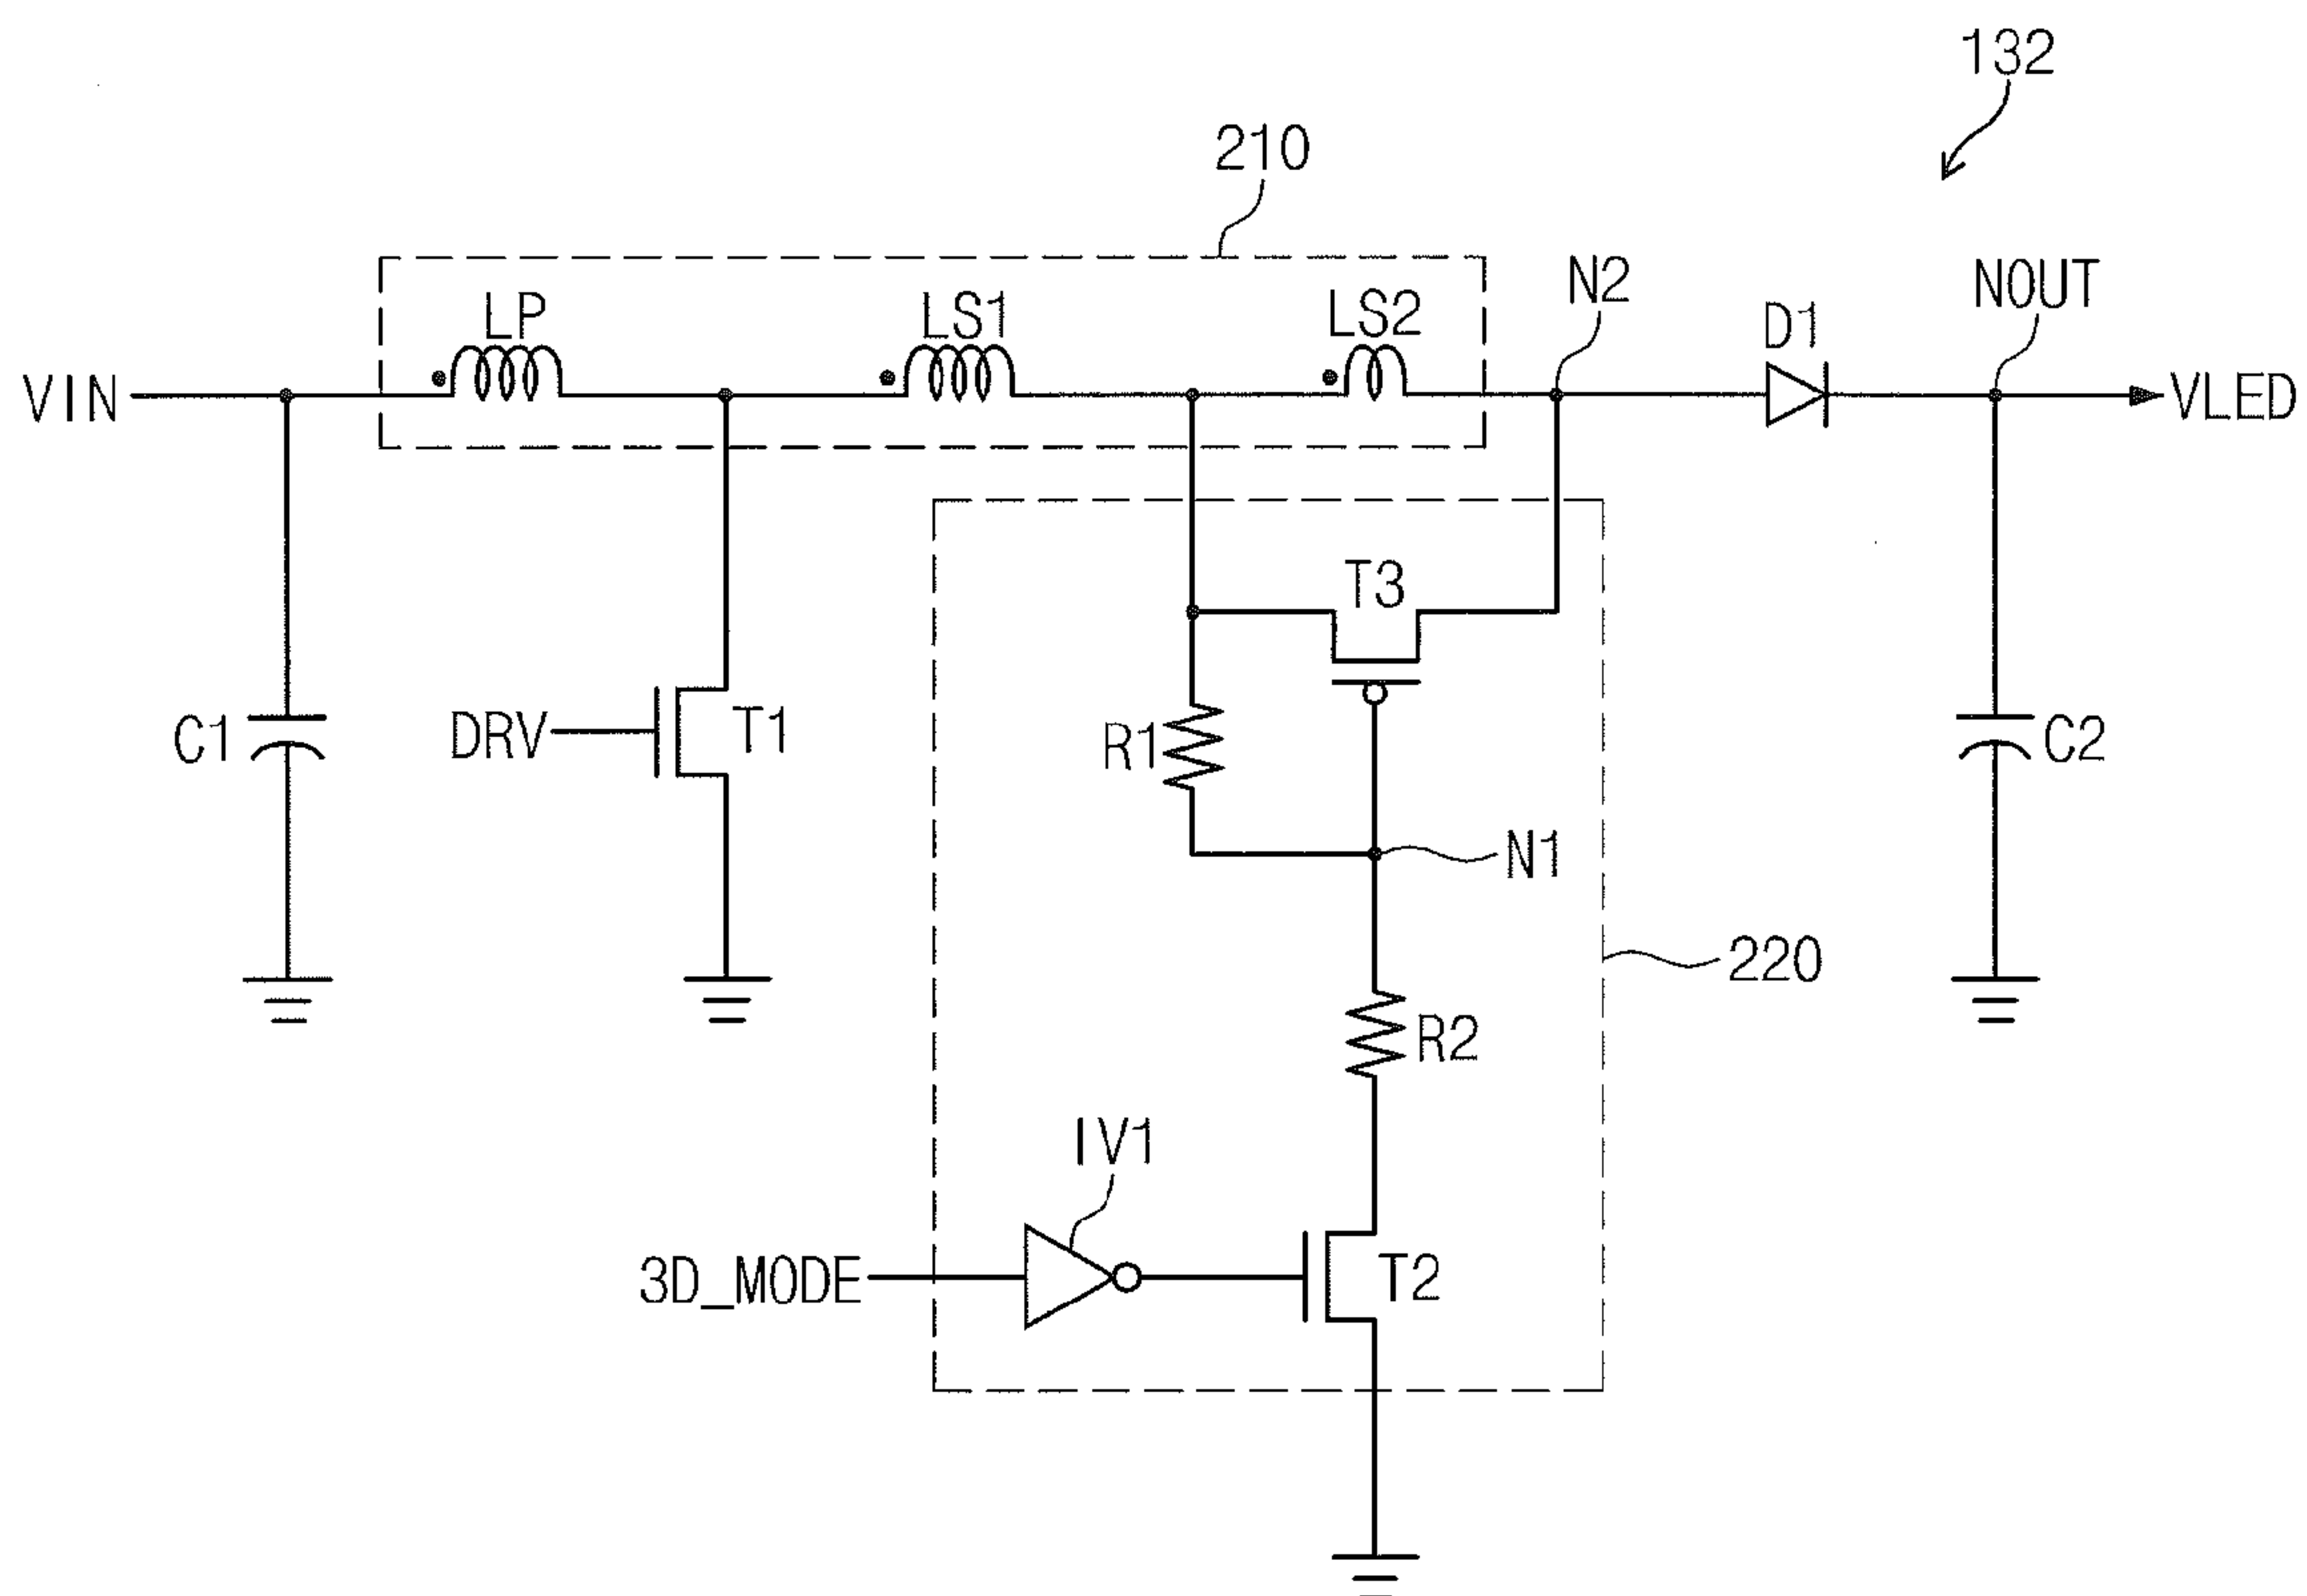 132
210
N2
NOUT
LP
LS1
LS2
D1
VIN
VLED
T3
C1
DRV
T1
R1
C2
N1
220
R2
IV1
3D_MODE
T2